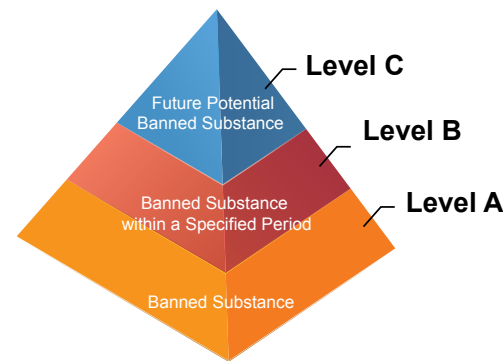 Level C
Future Potential
Banned Substance
Level B
Banned Substance
within a Specified Period
Level A
Banned Substance